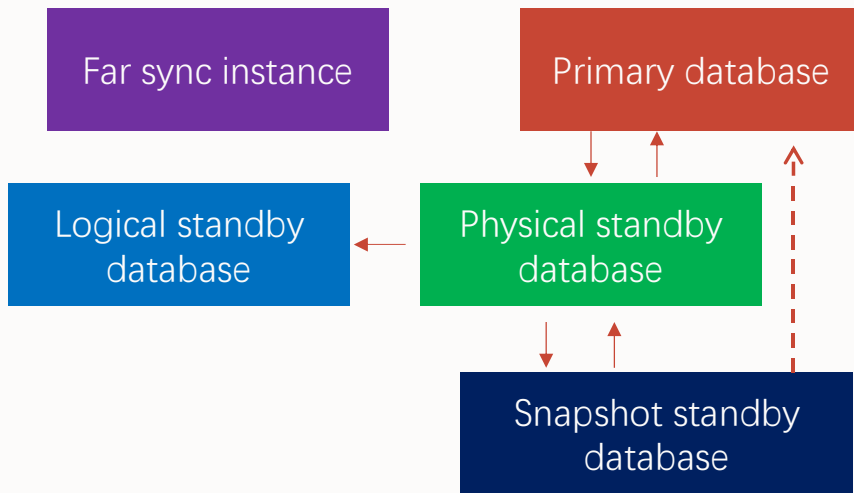 Far sync instance
Primary database
Logical standby
database
Physical standby
database
Snapshot standby
database